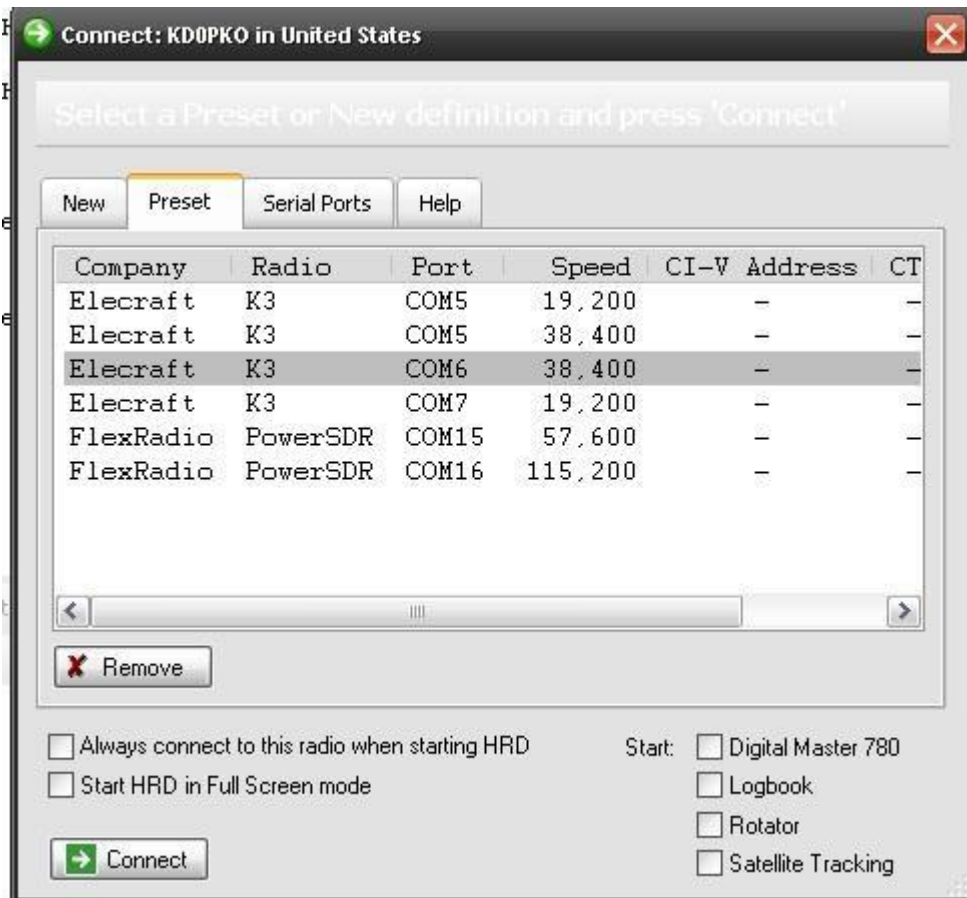 Connect: KD0PKO in United States
Select a Preset or New definition and press 'Connect'
New Preset Serial Ports Help
Company Radio Port Speed CI-V Address CT
Elecraft K3 COM5 19,200 – –
Elecraft K3 COM5 38,400 – –
Elecraft K3 COM6 38,400 – –
Elecraft K3 COM7 19,200 – –
FlexRadio PowerSDR COM15 57,600 – –
FlexRadio PowerSDR COM16 115,200 – –
Remove
Always connect to this radio when starting HRD Start: Digital Master 780
Start HRD in Full Screen mode Logbook
Rotator
Connect Satellite Tracking